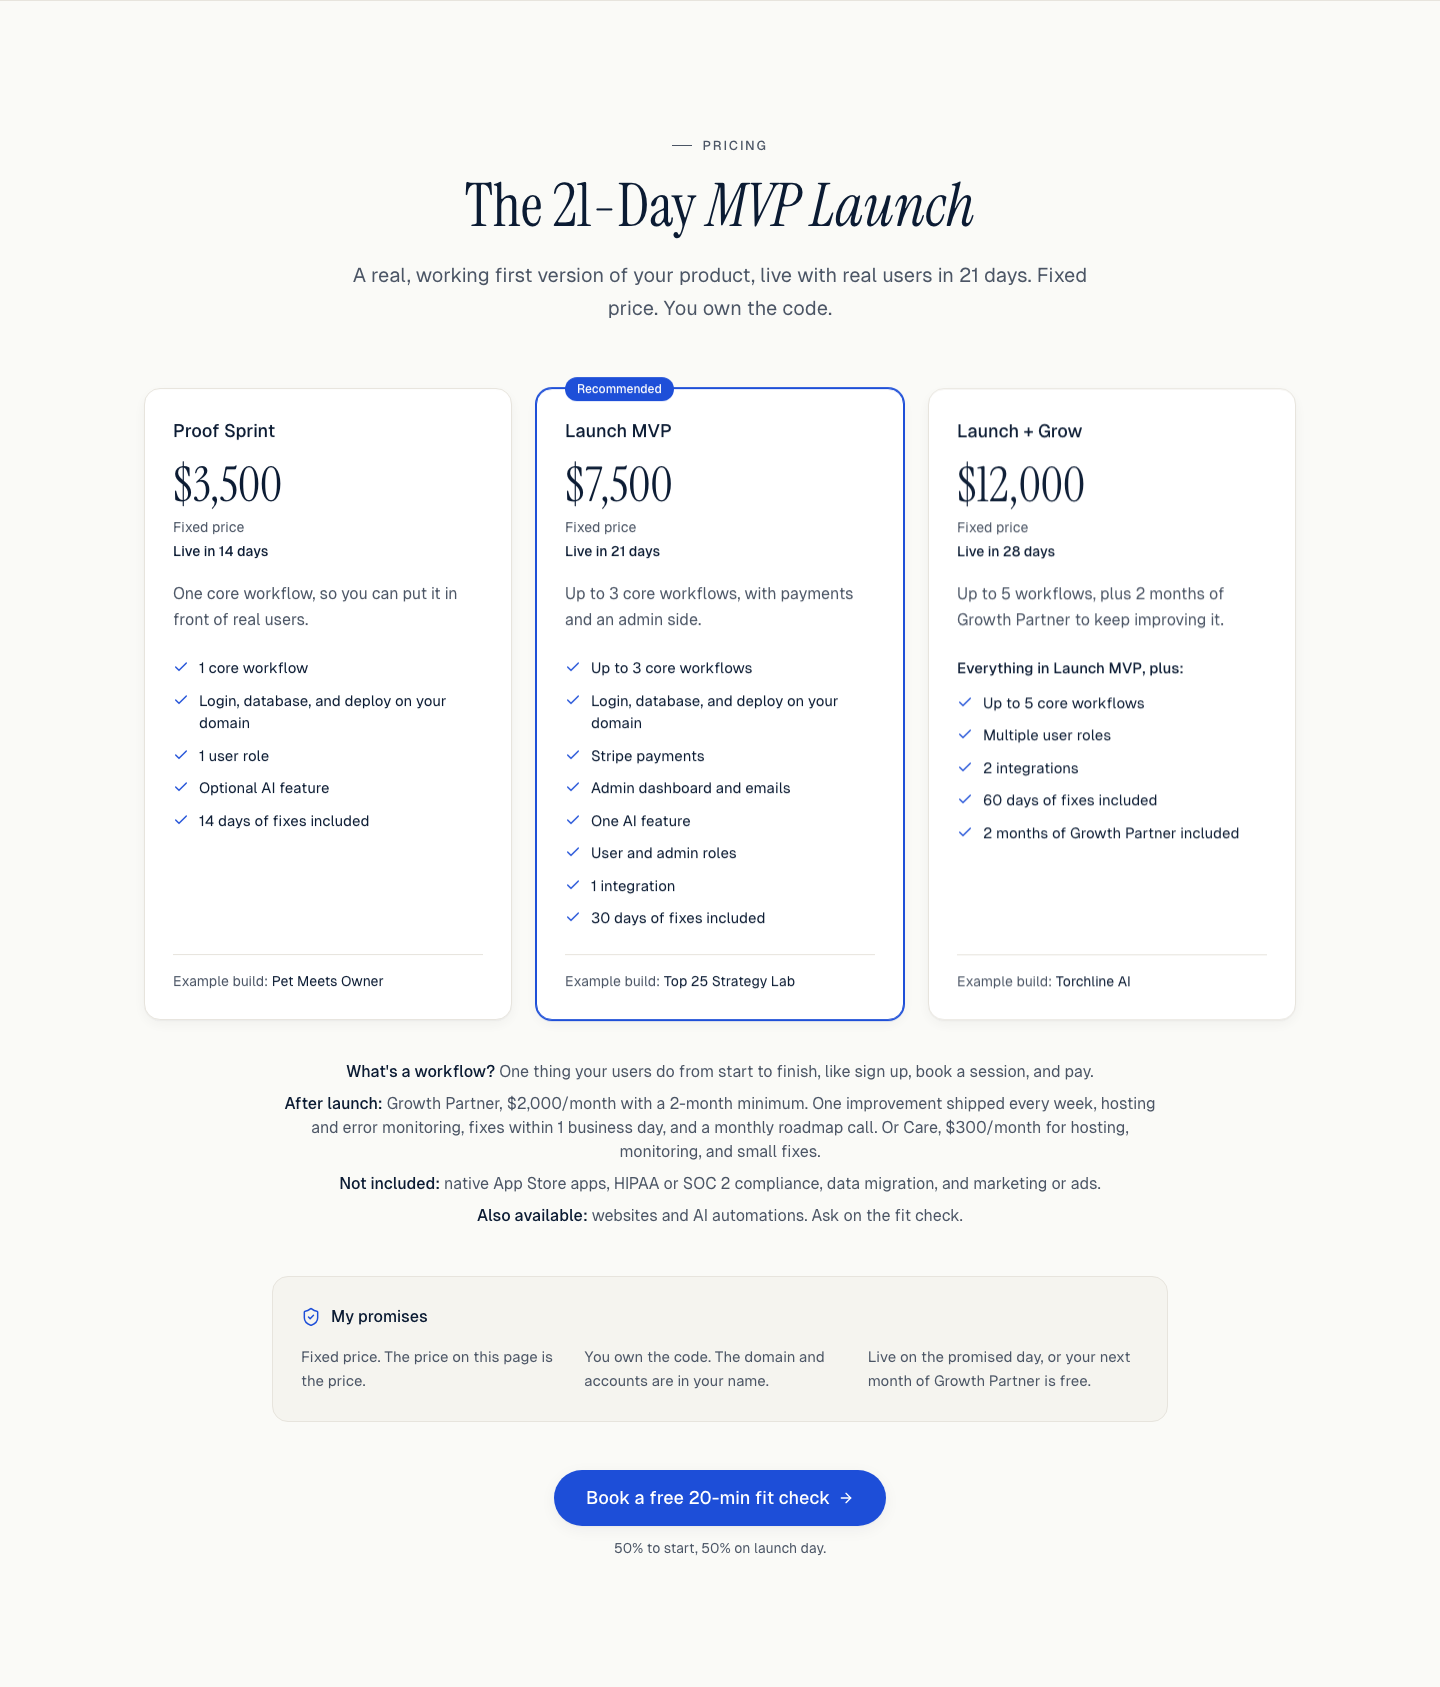 PRICING
The 21-Day MVP Launch
A real, working first version of your product, live with real users in 21 days. Fixed
price. You own the code.
Proof Sprint
$3,500
Fixed price
Live in 14 days
One core workflow, so you can put it in
front of real users.
1 core workflow
Login, database, and deploy on your
domain
1 user role
Optional AI feature
14 days of fixes included
Example build: Pet Meets Owner
Recommended
Launch MVP
$7,500
Fixed price
Live in 21 days
Up to 3 core workflows, with payments
and an admin side.
Up to 3 core workflows
Login, database, and deploy on your
domain
Stripe payments
Admin dashboard and emails
One AI feature
User and admin roles
1 integration
30 days of fixes included
Example build: Top 25 Strategy Lab
Launch + Grow
$12,000
Fixed price
Live in 28 days
Up to 5 workflows, plus 2 months of
Growth Partner to keep improving it.
Everything in Launch MVP, plus:
Up to 5 core workflows
Multiple user roles
2 integrations
60 days of fixes included
2 months of Growth Partner included
Example build: Torchline AI
What's a workflow? One thing your users do from start to finish, like sign up, book a session, and pay.
After launch: Growth Partner, $2,000/month with a 2-month minimum. One improvement shipped every week, hosting
and error monitoring, fixes within 1 business day, and a monthly roadmap call. Or Care, $300/month for hosting,
monitoring, and small fixes.
Not included: native App Store apps, HIPAA or SOC 2 compliance, data migration, and marketing or ads.
Also available: websites and AI automations. Ask on the fit check.
My promises
Fixed price. The price on this page is
the price.
You own the code. The domain and
accounts are in your name.
Live on the promised day, or your next
month of Growth Partner is free.
Book a free 20-min fit check
50% to start, 50% on launch day.